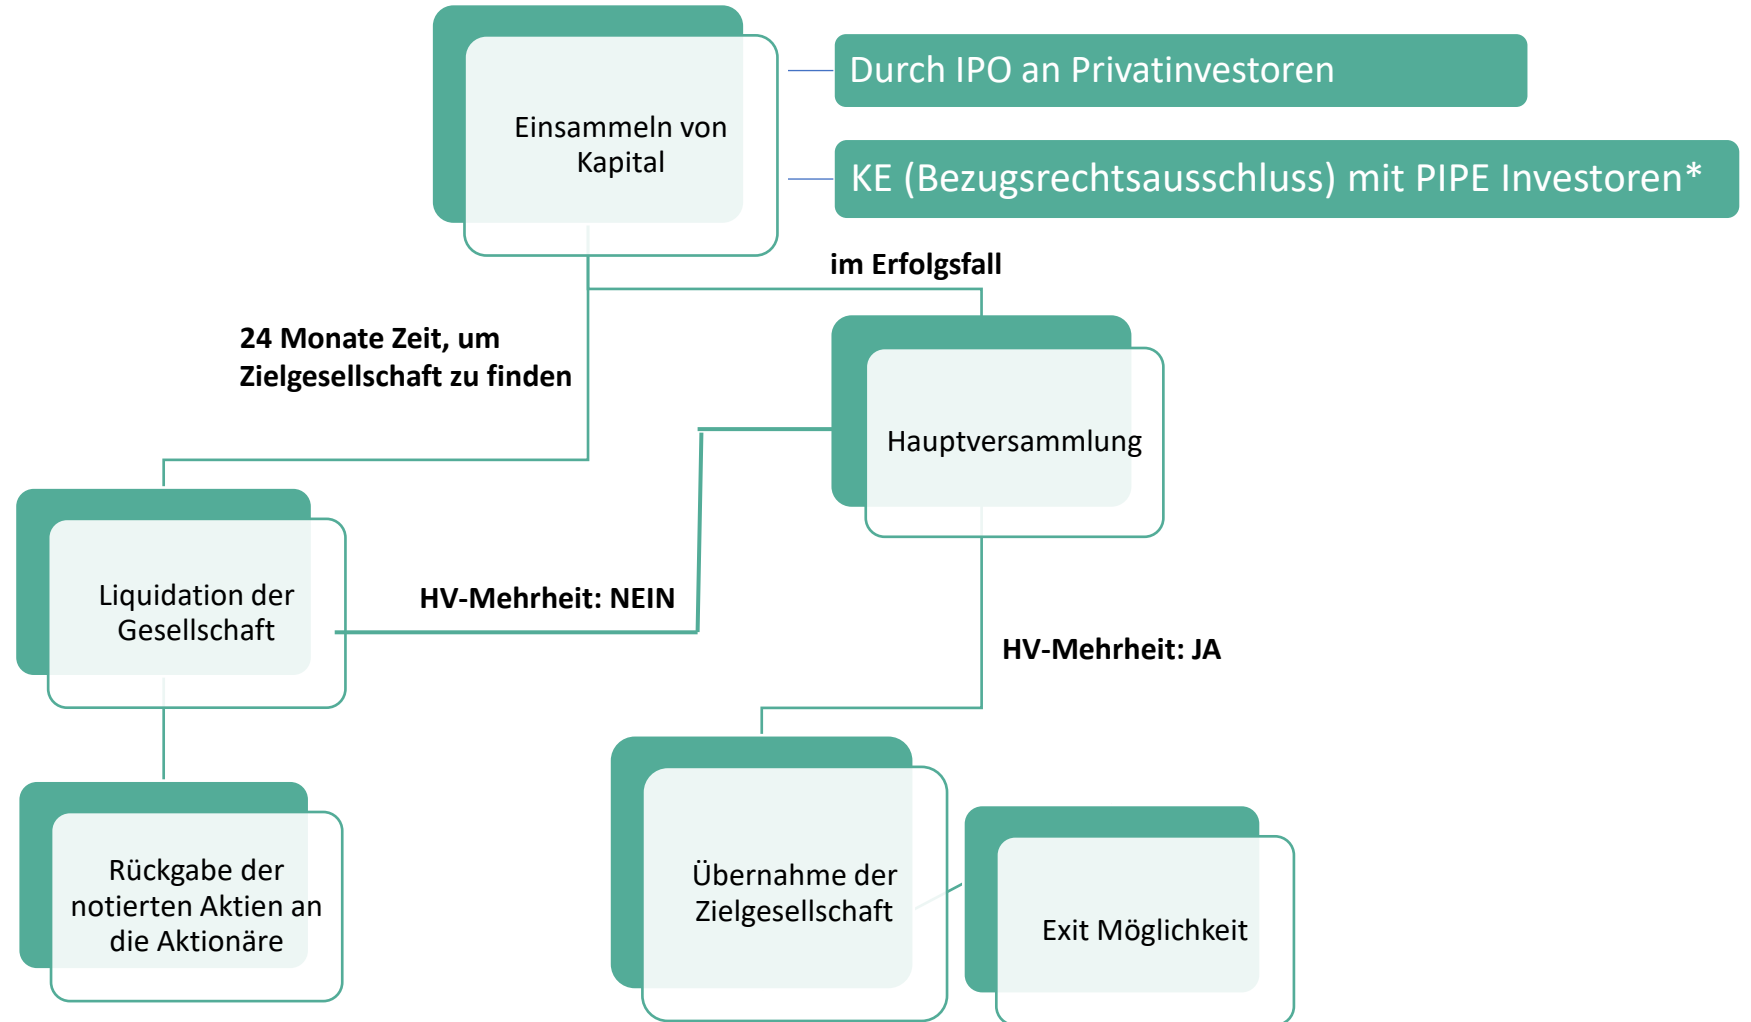 Einsammeln von
Kapital
Durch IPO an Privatinvestoren
KE (Bezugsrechtsausschluss) mit PIPE Investoren*
im Erfolgsfall
24 Monate Zeit, um
Zielgesellschaft zu finden
Hauptversammlung
Liquidation der
Gesellschaft
HV-Mehrheit: NEIN
HV-Mehrheit: JA
Rückgabe der
notierten Aktien an
die Aktionäre
Übernahme der
Zielgesellschaft
Exit Möglichkeit